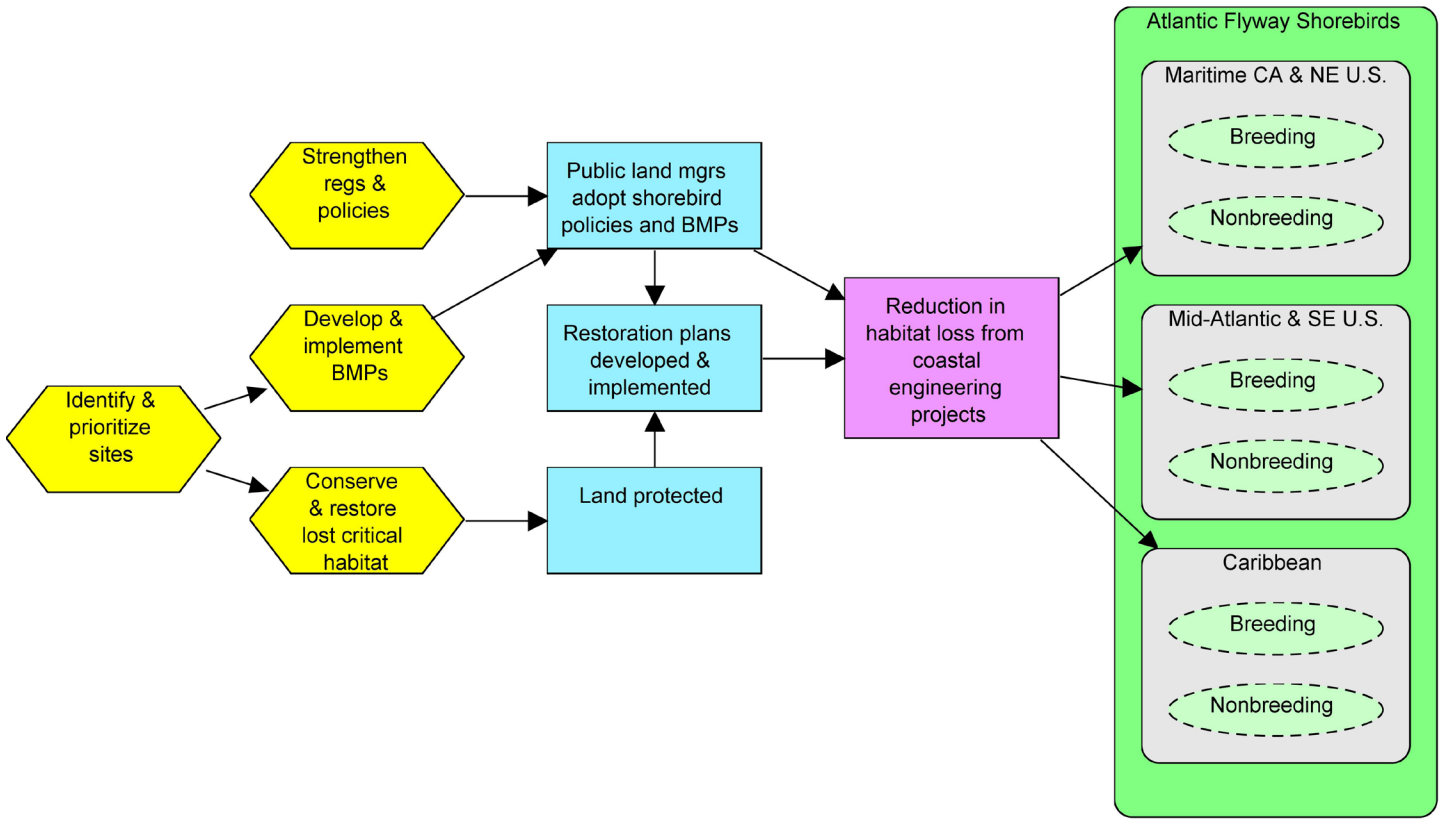 Atlantic Flyway Shorebirds
Maritime CA & NE U.S.
Breeding
Nonbreeding
Mid-Atlantic & SE U.S.
Breeding
Nonbreeding
Caribbean
Breeding
Nonbreeding
Strengthen
regs &
policies
Public land mgrs
adopt shorebird
policies and BMPs
Develop &
implement
BMPs
Restoration plans
developed &
implemented
Reduction in
habitat loss from
coastal
engineering
projects
Identify &
prioritize
sites
Conserve
& restore
lost critical
habitat
Land protected